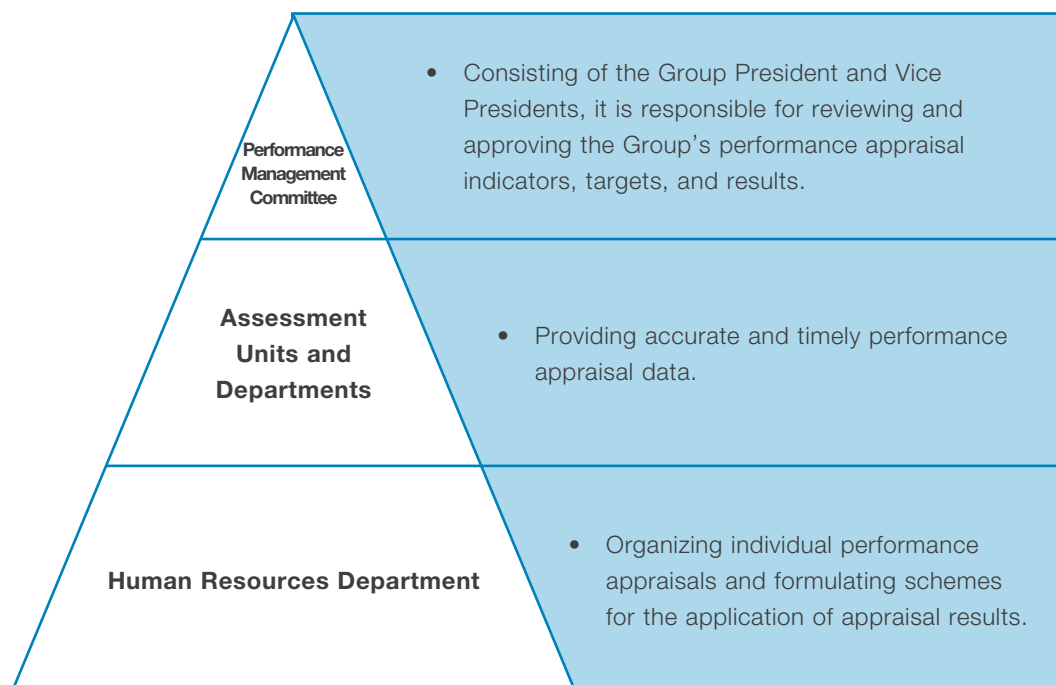 Performance
Management
Committee
• Consisting of the Group President and Vice
Presidents, it is responsible for reviewing and
approving the Group's performance appraisal
indicators, targets, and results.
Assessment
Units and
Departments
• Providing accurate and timely performance
appraisal data.
Human Resources Department
• Organizing individual performance
appraisals and formulating schemes
for the application of appraisal results.